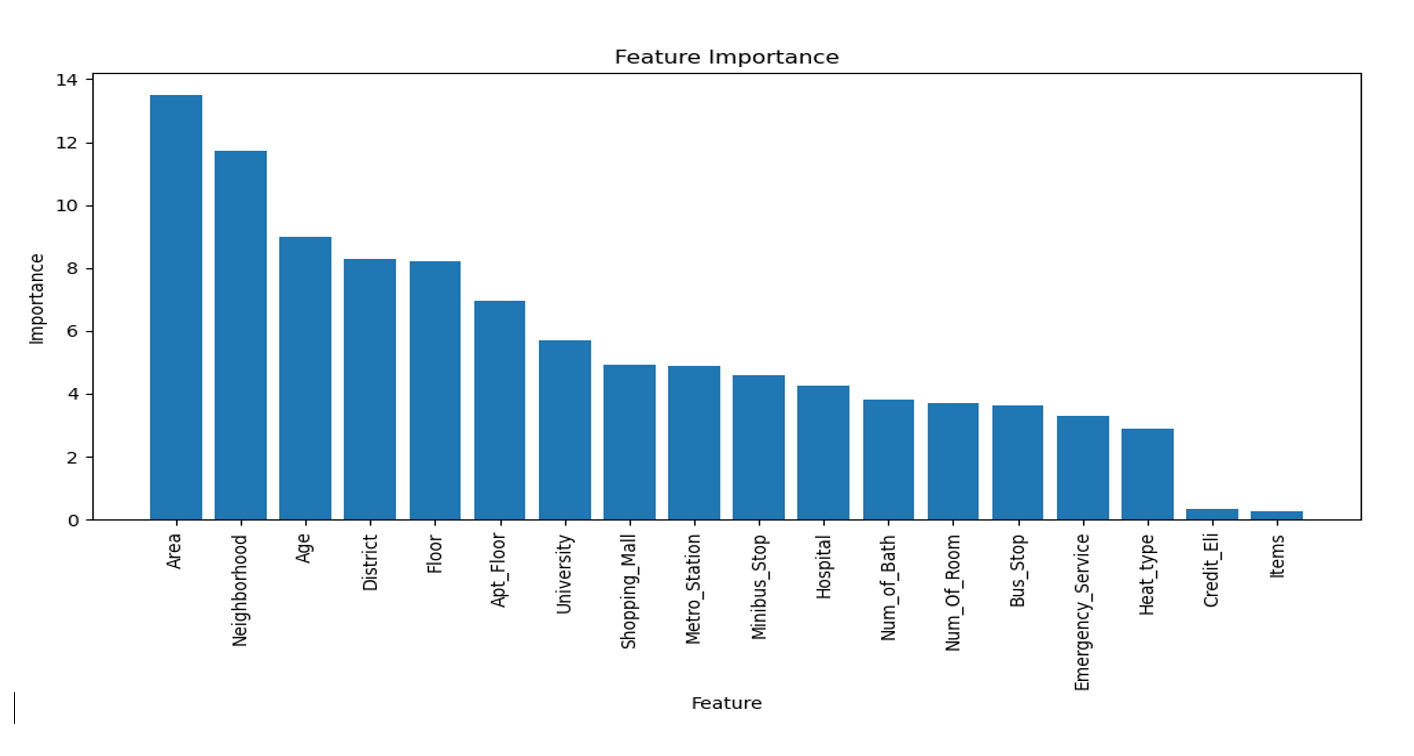 Feature Importance
14
12
10
8
6
4
2
0
Importance
Area
Neighborhood
Age
District
Floor
Apt_Floor
University
Shopping_Mall
Metro_Station
Minibus_Stop
Hospital
Num_of_Bath
Num_Of_Room
Bus_Stop
Emergency_Service
Heat_type
Credit_Eli
Items
Feature